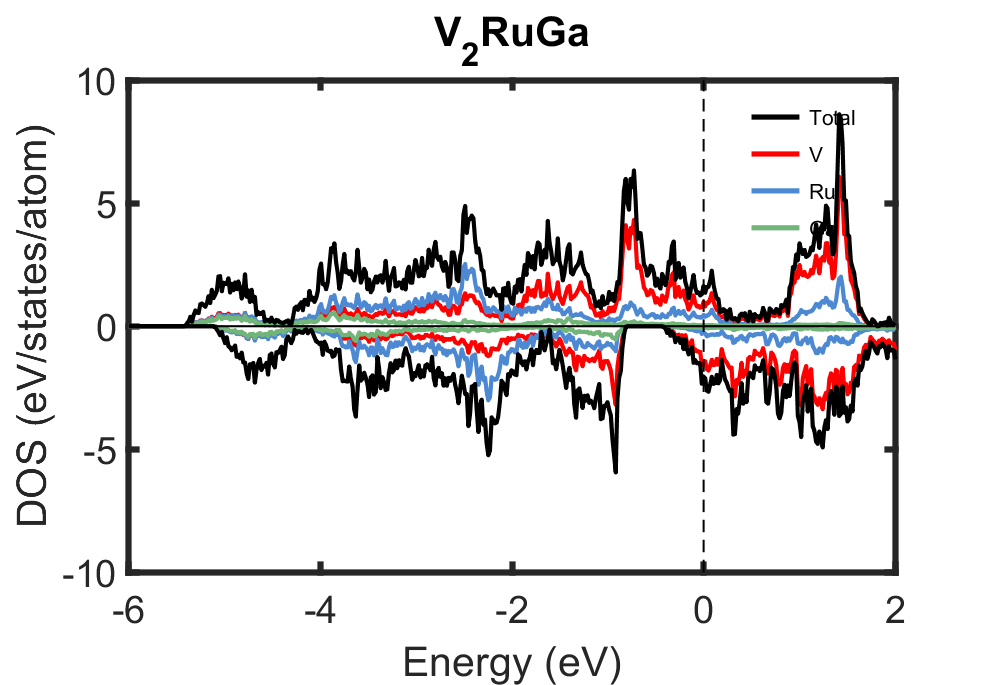 V2RuGa
10
5
0
-5
-10
DOS (eV/states/atom)
Total
V
Ru
-6 -4 -2 0 2
Energy (eV)